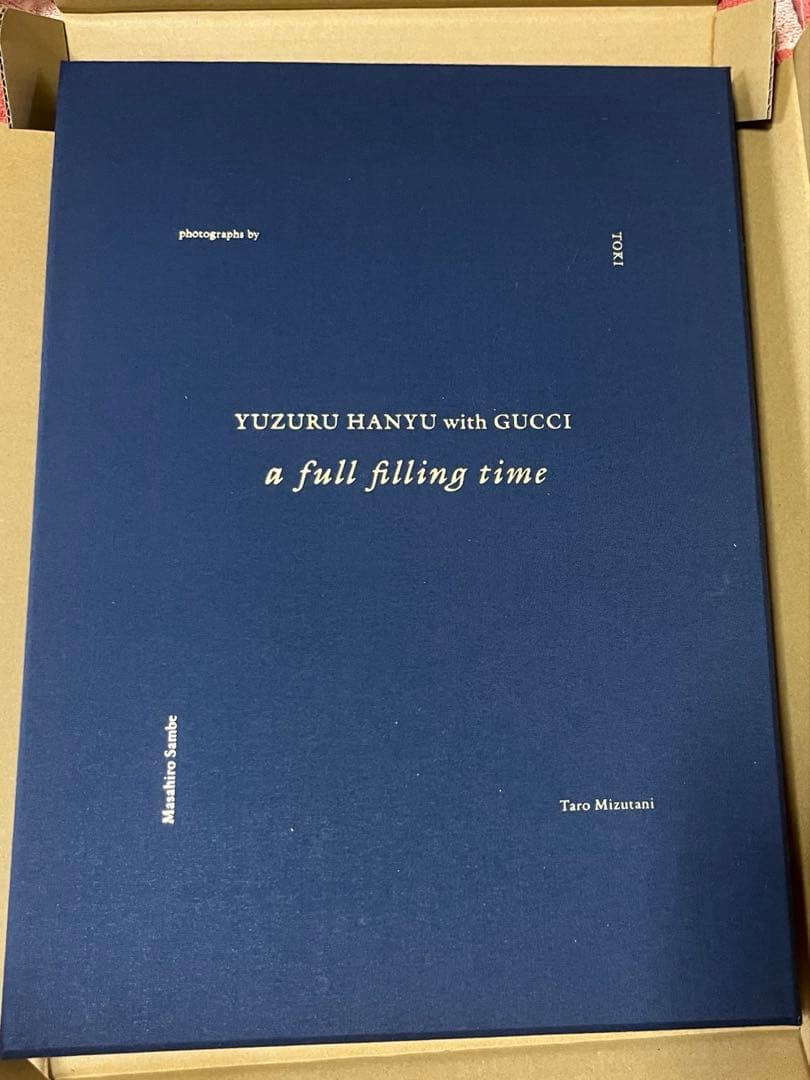 photographs by
TOKI
YUZURU HANYU with GUCCI
a full filling time
Masahiro Sambe
Taro Mizutani